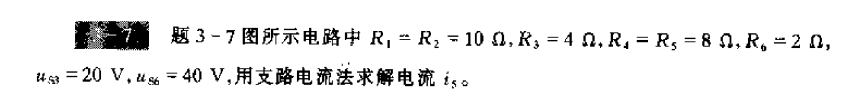 3-7 题3-7图所示电路中 R₁ = R₂ = 10 Ω, R₃ = 4 Ω, R₄ = R₅ = 8 Ω, R₆ = 2 Ω,
u_S3 = 20 V, u_S6 = 40 V, 用支路电流法求解电流 i₅。